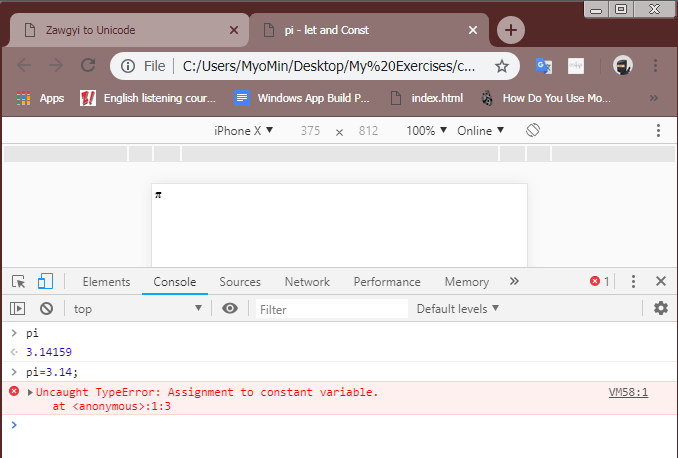 Zawgyi to Unicode
pi - let and Const
File | C:/Users/MyoMin/Desktop/My%20Exercises/c...
Apps
English listening cour...
Windows App Build P...
index.html
How Do You Use Mo...
»
iPhone X ▼ 375 × 812 100% ▼ Online ▼
π
Elements Console Sources Network Performance Memory » 1
top ▼ Filter Default levels ▼
> pi
3.14159
> pi=3.14;
Uncaught TypeError: Assignment to constant variable. VM58:1
at <anonymous>:1:3
>